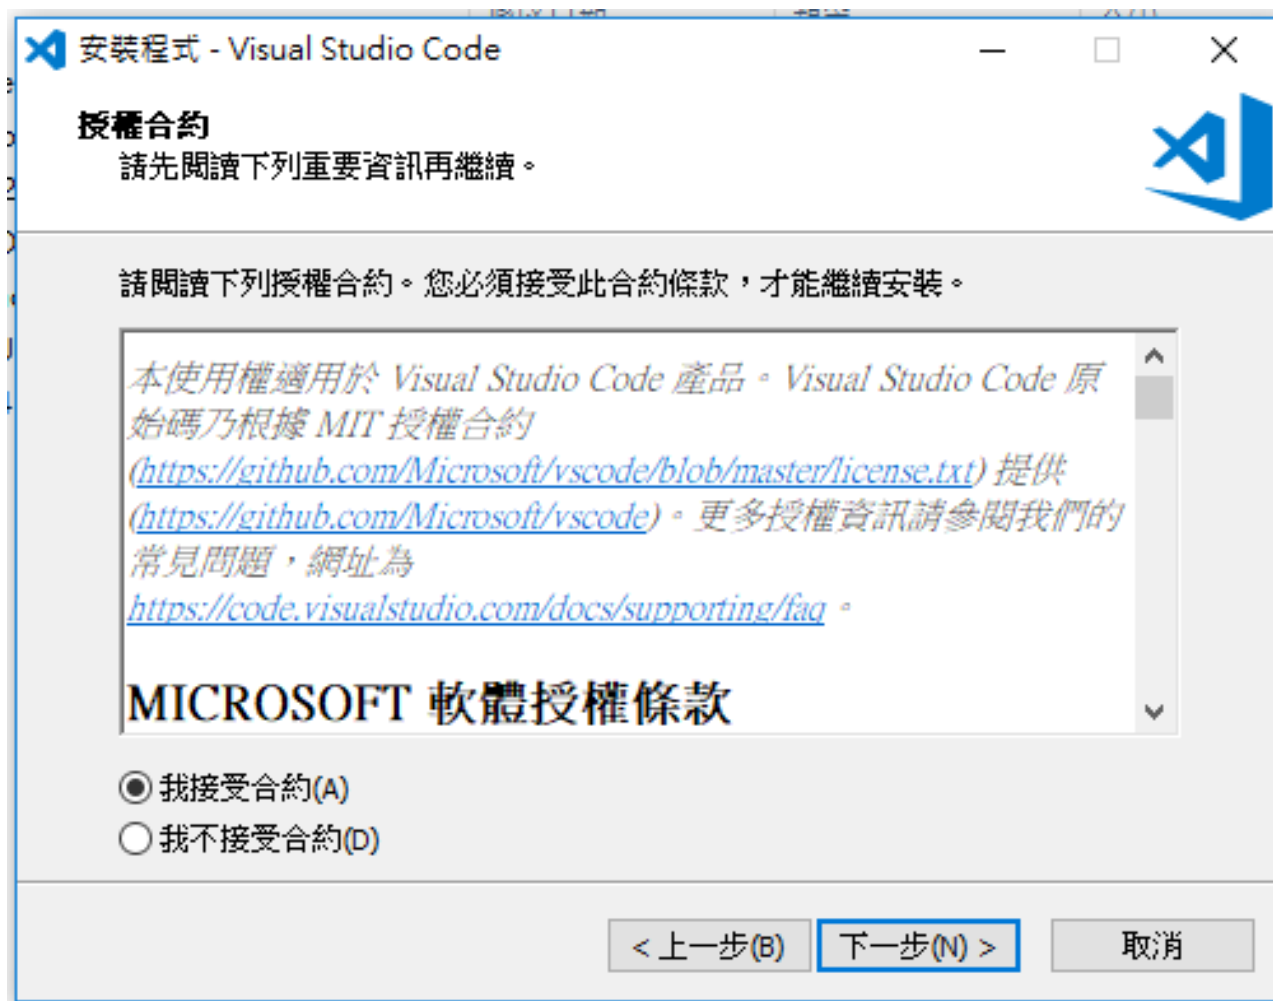 安裝程式 - Visual Studio Code
授權合約
請先閱讀下列重要資訊再繼續。
請閱讀下列授權合約。您必須接受此合約條款，才能繼續安裝。
本使用權適用於 Visual Studio Code 產品。Visual Studio Code 原
始碼乃根據 MIT 授權合約
(https://github.com/Microsoft/vscode/blob/master/license.txt) 提供
(https://github.com/Microsoft/vscode)。更多授權資訊請參閱我們的
常見問題，網址為
https://code.visualstudio.com/docs/supporting/faq。
MICROSOFT 軟體授權條款
我接受合約(A)
我不接受合約(D)
< 上一步(B) 下一步(N) > 取消